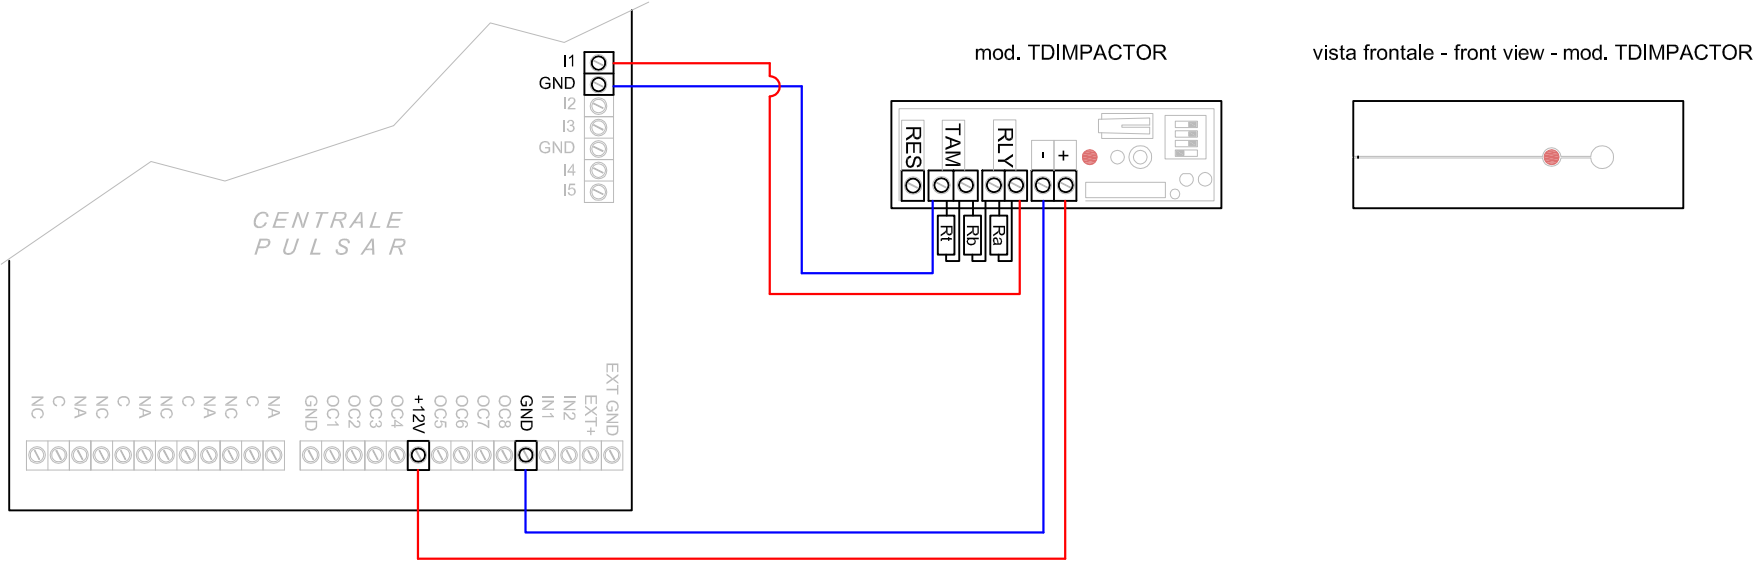 mod. TDIMPACTOR
vista frontale - front view - mod. TDIMPACTOR
I1
GND
I2
I3
GND
I4
I5
RES
TAM
RLY
-
+
Rt
Rb
Ra
CENTRALE
PULSAR
NC
C
NA
NC
C
NA
NC
C
NA
NC
C
NA
GND
OC1
OC2
OC3
OC4
+12V
OC5
OC6
OC7
OC8
GND
IN1
IN2
EXT+
EXT GND